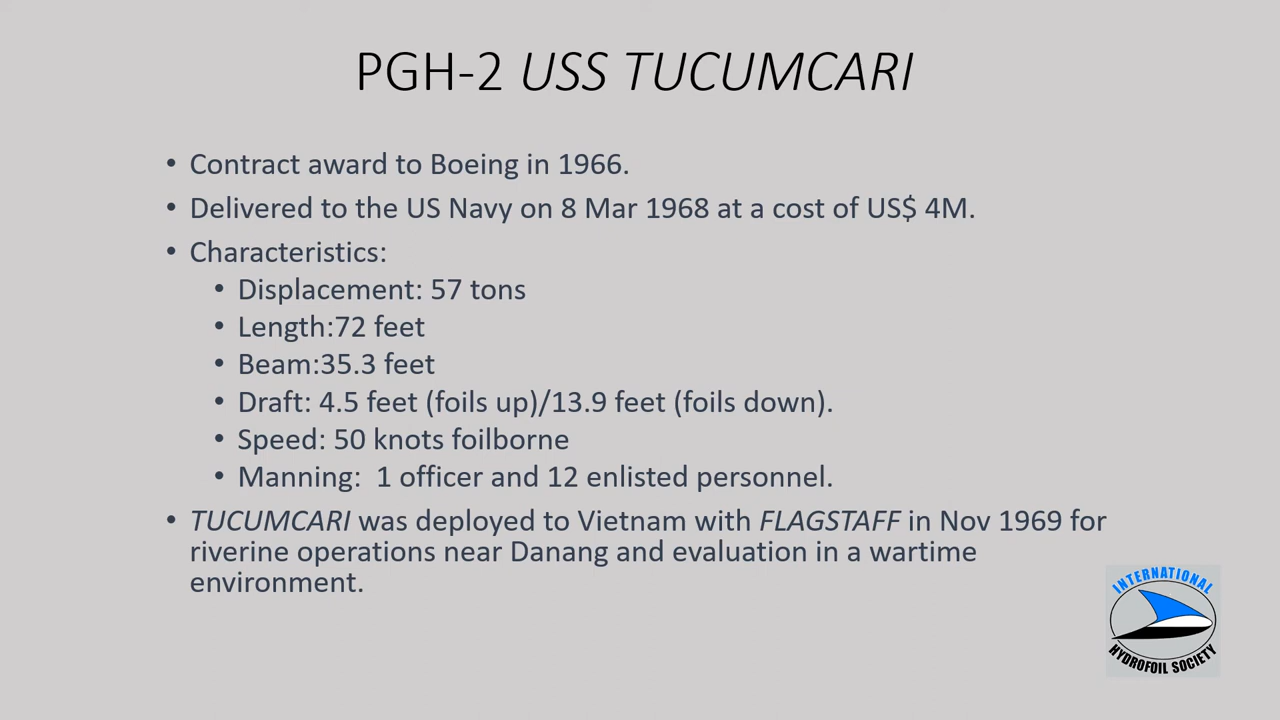 PGH-2 USS TUCUMCARI
• Contract award to Boeing in 1966.
• Delivered to the US Navy on 8 Mar 1968 at a cost of US$ 4M.
• Characteristics:
• Displacement: 57 tons
• Length:72 feet
• Beam:35.3 feet
• Draft: 4.5 feet (foils up)/13.9 feet (foils down).
• Speed: 50 knots foilborne
• Manning:  1 officer and 12 enlisted personnel.
• TUCUMCARI was deployed to Vietnam with FLAGSTAFF in Nov 1969 for
riverine operations near Danang and evaluation in a wartime
environment.
INTERNATIONAL
HYDROFOIL SOCIETY